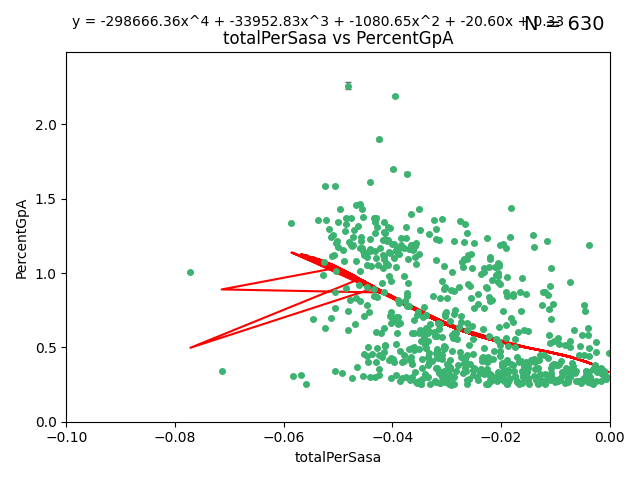 y = -298666.36x^4 + -33952.83x^3 + -1080.65x^2 + -20.60x + 0.33
N = 630
totalPerSasa vs PercentGpA
PercentGpA
2.0
1.5
1.0
0.5
0.0
−0.10 −0.08 −0.06 −0.04 −0.02 0.00
totalPerSasa